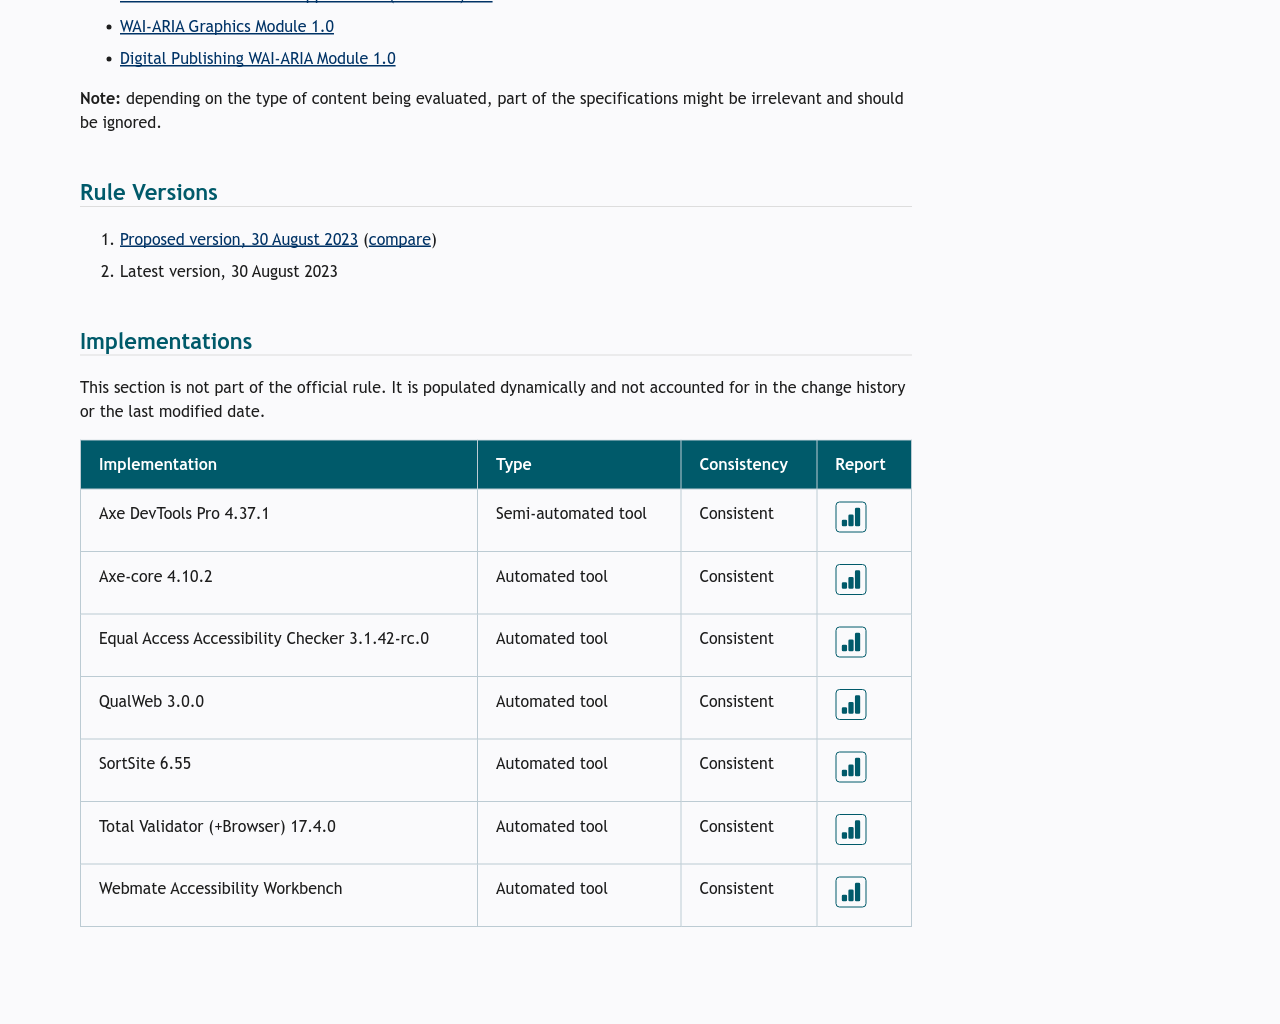 WAI-ARIA Graphics Module 1.0
Digital Publishing WAI-ARIA Module 1.0
Note: depending on the type of content being evaluated, part of the specifications might be irrelevant and should
be ignored.
Rule Versions
1. Proposed version, 30 August 2023 (compare)
2. Latest version, 30 August 2023
Implementations
This section is not part of the official rule. It is populated dynamically and not accounted for in the change history
or the last modified date.
Implementation Type Consistency Report
Axe DevTools Pro 4.37.1 Semi-automated tool Consistent
Axe-core 4.10.2 Automated tool Consistent
Equal Access Accessibility Checker 3.1.42-rc.0 Automated tool Consistent
QualWeb 3.0.0 Automated tool Consistent
SortSite 6.55 Automated tool Consistent
Total Validator (+Browser) 17.4.0 Automated tool Consistent
Webmate Accessibility Workbench Automated tool Consistent